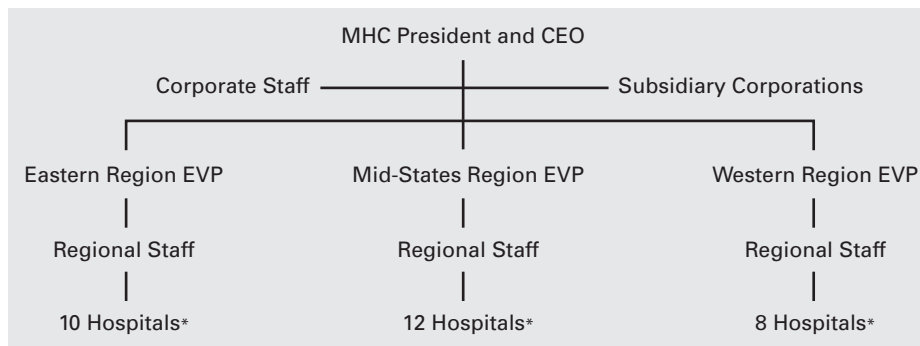 MHC President and CEO
Corporate Staff Subsidiary Corporations
Eastern Region EVP Mid-States Region EVP Western Region EVP
Regional Staff Regional Staff Regional Staff
10 Hospitals* 12 Hospitals* 8 Hospitals*